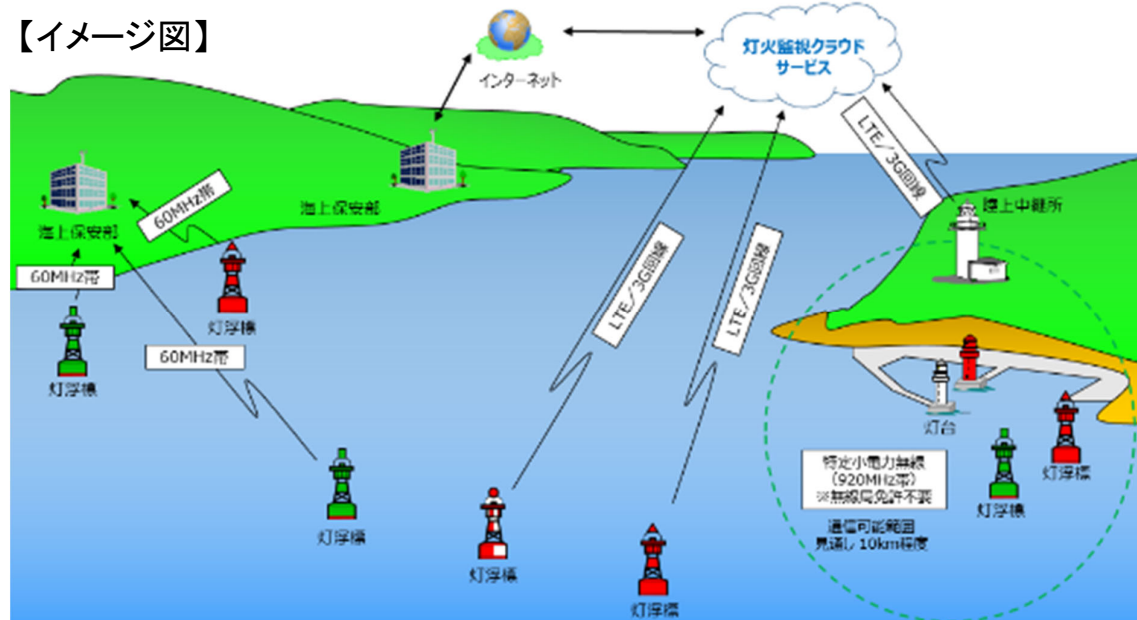 【イメージ図】
インターネット
灯火監視クラウド
サービス
LTE/3G回線
陸上中継所
海上保安部
60MHz帯
海上保安部
60MHz帯
灯浮標
60MHz帯
灯浮標
LTE/3G回線
LTE/3G回線
灯台
灯浮標
特定小電力無線
(920MHz帯)
※無線局免許不要
灯浮標
通信可能範囲
見通し 10km程度
灯浮標
灯浮標
灯浮標